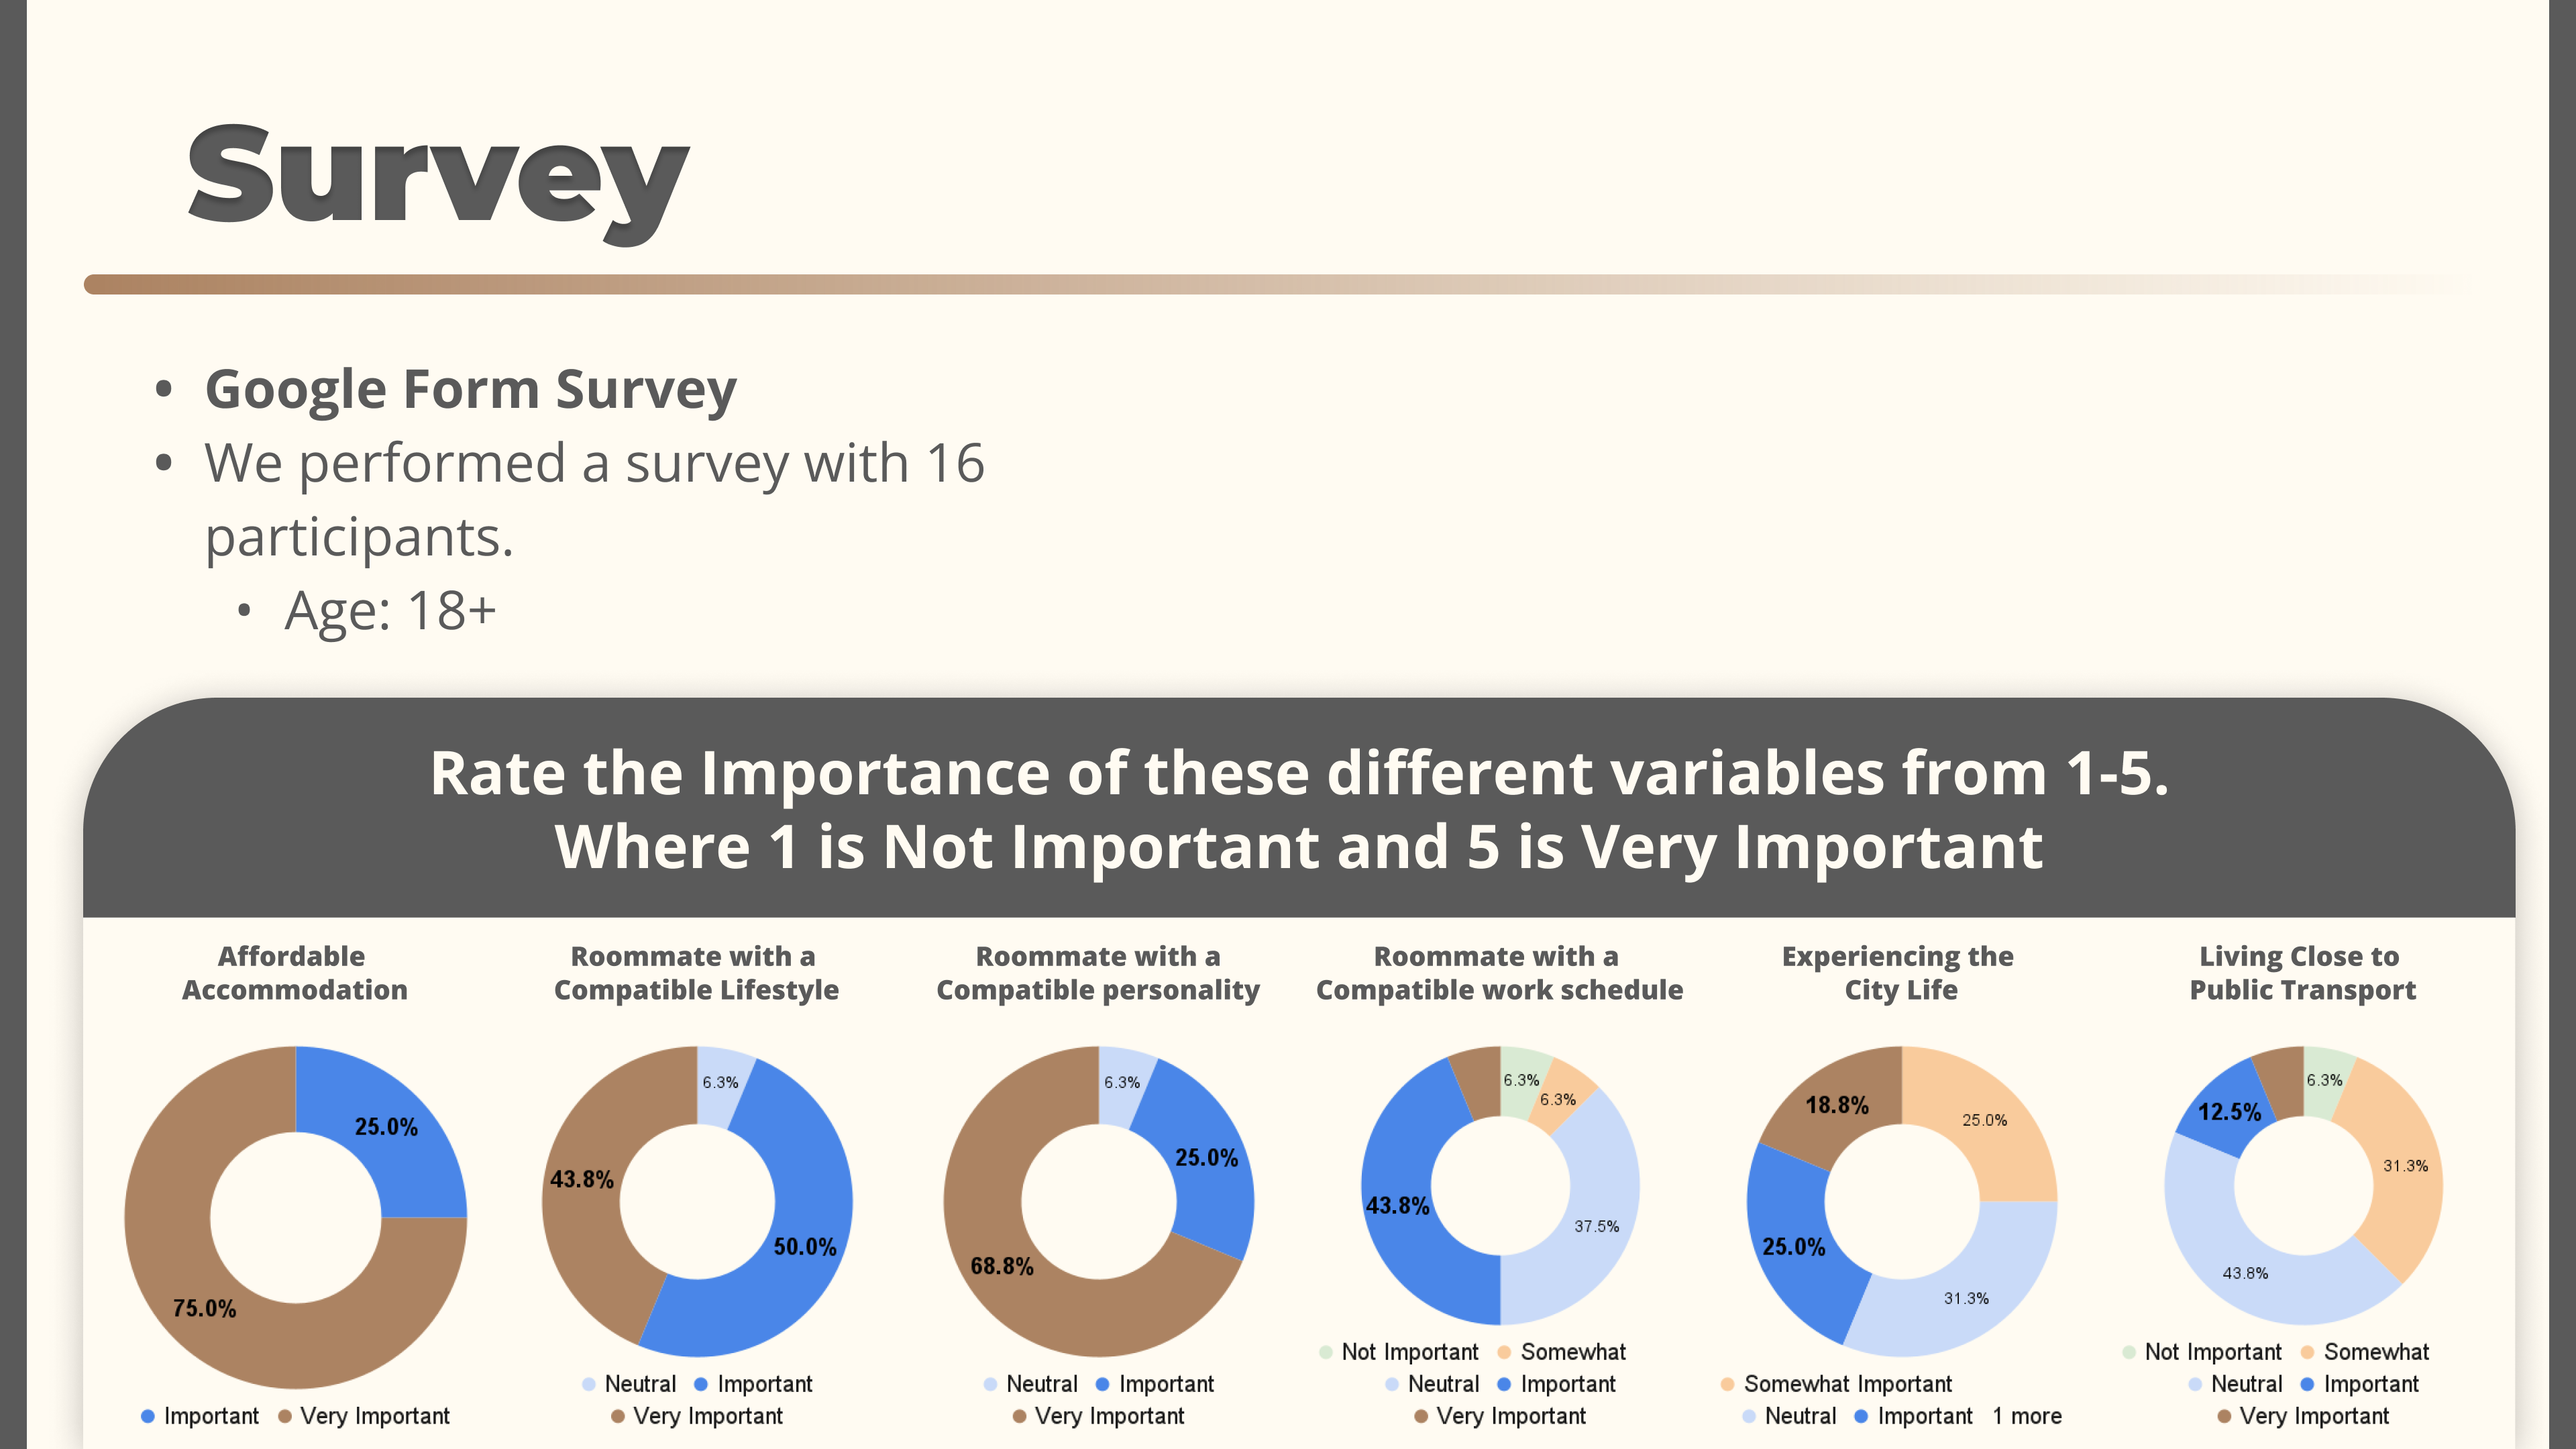 Survey
• Google Form Survey
• We performed a survey with 16
participants.
• Age: 18+
Rate the Importance of these different variables from 1-5.
Where 1 is Not Important and 5 is Very Important
Affordable
Accommodation
25.0%
75.0%
Important Very Important
Roommate with a
Compatible Lifestyle
6.3%
43.8%
50.0%
Neutral Important
Very Important
Roommate with a
Compatible personality
6.3%
25.0%
68.8%
Neutral Important
Very Important
Roommate with a
Compatible work schedule
6.3%
6.3%
43.8%
37.5%
Not Important Somewhat
Neutral Important
Very Important
Experiencing the
City Life
18.8%
25.0%
25.0%
31.3%
Somewhat Important
Neutral Important 1 more
Living Close to
Public Transport
6.3%
12.5%
31.3%
43.8%
Not Important Somewhat
Neutral Important
Very Important